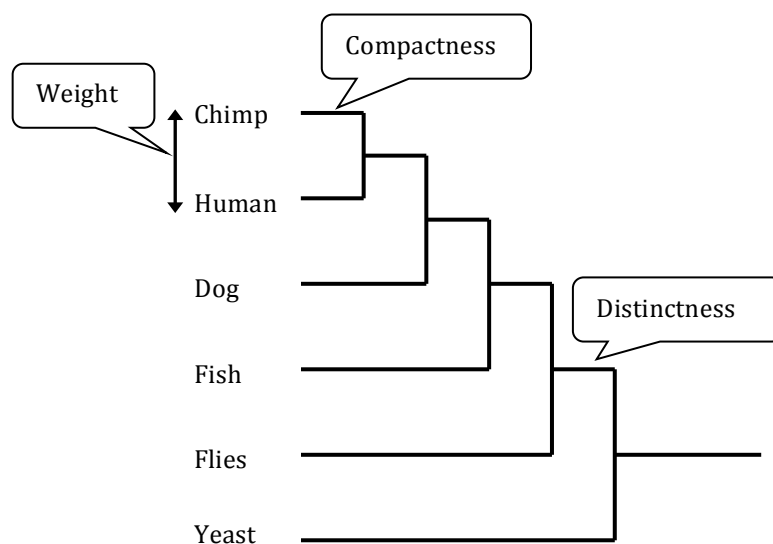 Compactness
Weight
Chimp
Human
Dog
Distinctness
Fish
Flies
Yeast